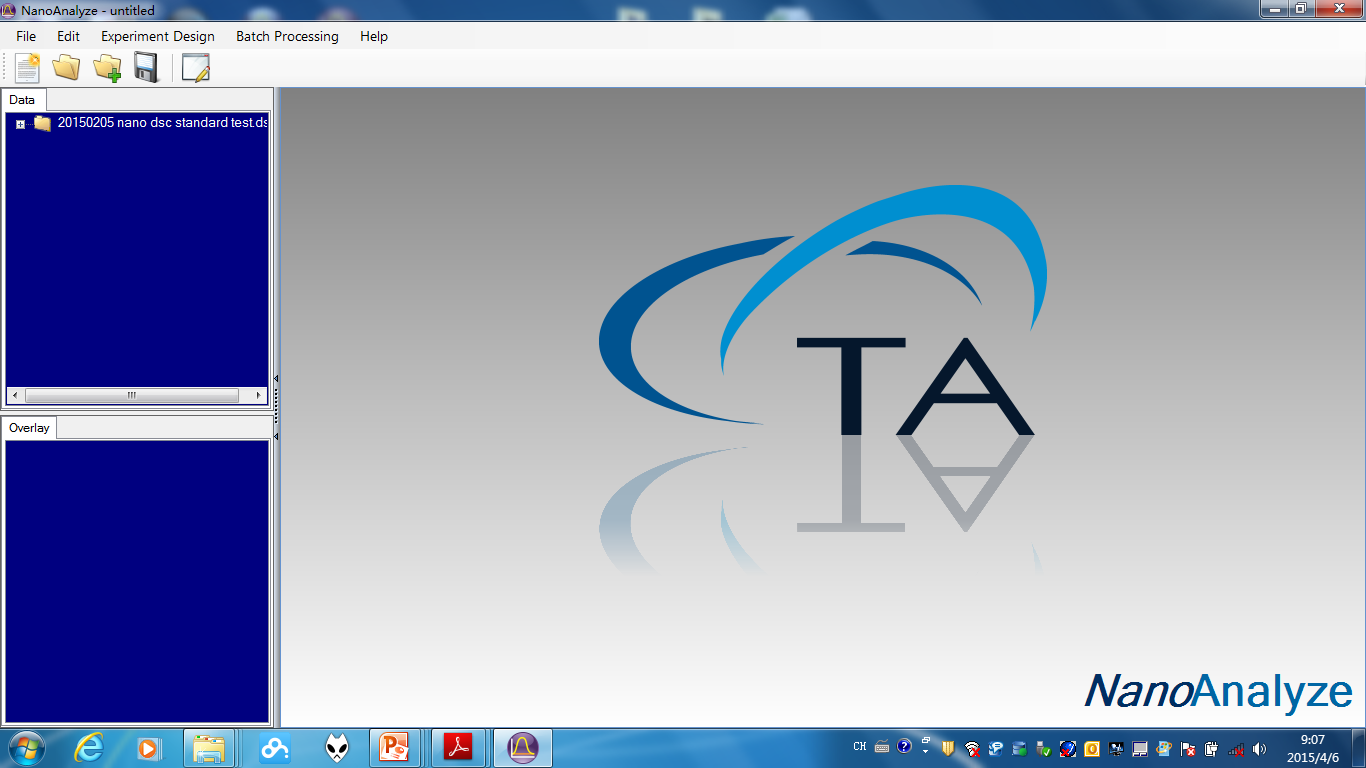 NanoAnalyze - untitled
File Edit Experiment Design Batch Processing Help
Data
20150205 nano dsc standard test.ds
Overlay
TA
NanoAnalyze
CH
9:07
2015/4/6